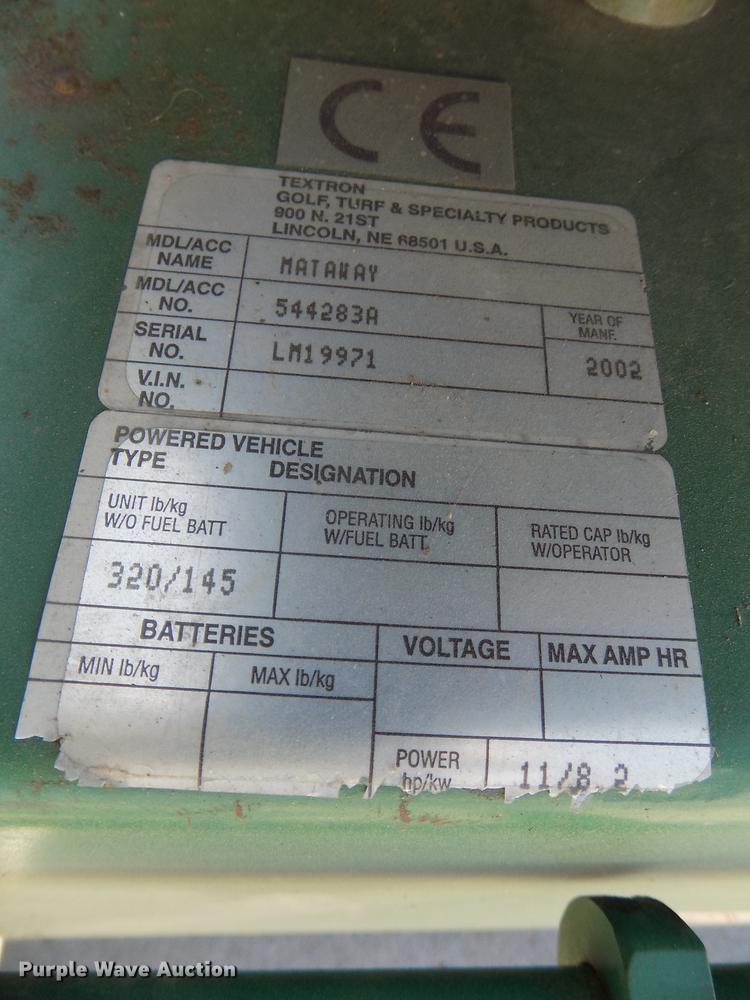 CE
TEXTRON
GOLF, TURF & SPECIALTY PRODUCTS
900 N. 21ST
LINCOLN, NE 68501 U.S.A.
MDL/ACC NAME MATAWAY
MDL/ACC NO. 544283A
YEAR OF MANF. 2002
SERIAL NO. LM19971
V.I.N. NO.
POWERED VEHICLE
TYPE DESIGNATION
UNIT lb/kg W/O FUEL BATT
OPERATING lb/kg W/FUEL BATT
RATED CAP lb/kg W/OPERATOR
320/145
BATTERIES
VOLTAGE
MAX AMP HR
MIN lb/kg
MAX lb/kg
POWER hp/kw 11/8.2
Purple Wave Auction